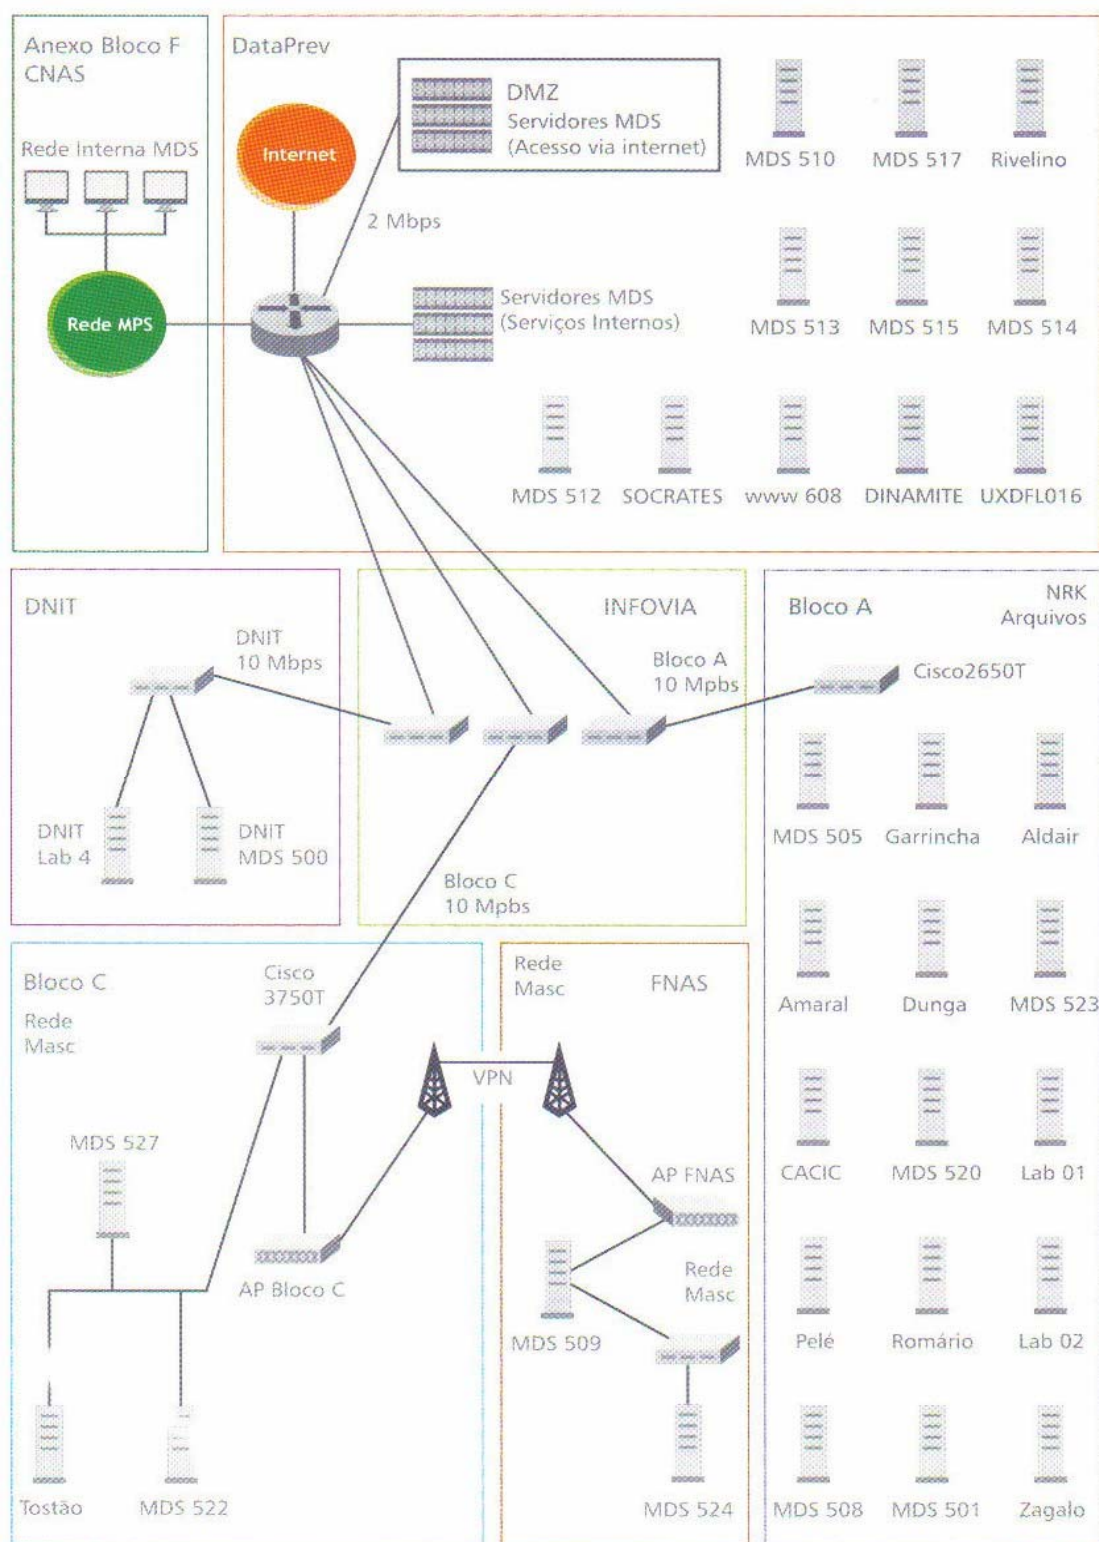 Anexo Bloco F
CNAS
Rede Interna MDS
Rede MPS
DataPrev
Internet
DMZ
Servidores MDS
(Acesso via internet)
2 Mbps
Servidores MDS
(Serviços Internos)
MDS 510
MDS 517
Rivelino
MDS 513
MDS 515
MDS 514
MDS 512
SOCRATES
www 608
DINAMITE
UXDFL016
DNIT
DNIT
10 Mbps
DNIT
Lab 4
DNIT
MDS 500
INFOVIA
Bloco A
10 Mpbs
Bloco C
10 Mpbs
Bloco A
NRK
Arquivos
Cisco2650T
MDS 505
Garrincha
Aldair
Amaral
Dunga
MDS 523
CACIC
MDS 520
Lab 01
Pelé
Romário
Lab 02
MDS 508
MDS 501
Zagalo
Bloco C
Rede
Masc
Cisco
3750T
MDS 527
AP Bloco C
Tostão
MDS 522
VPN
Rede
Masc
FNAS
AP FNAS
MDS 509
Rede
Masc
MDS 524